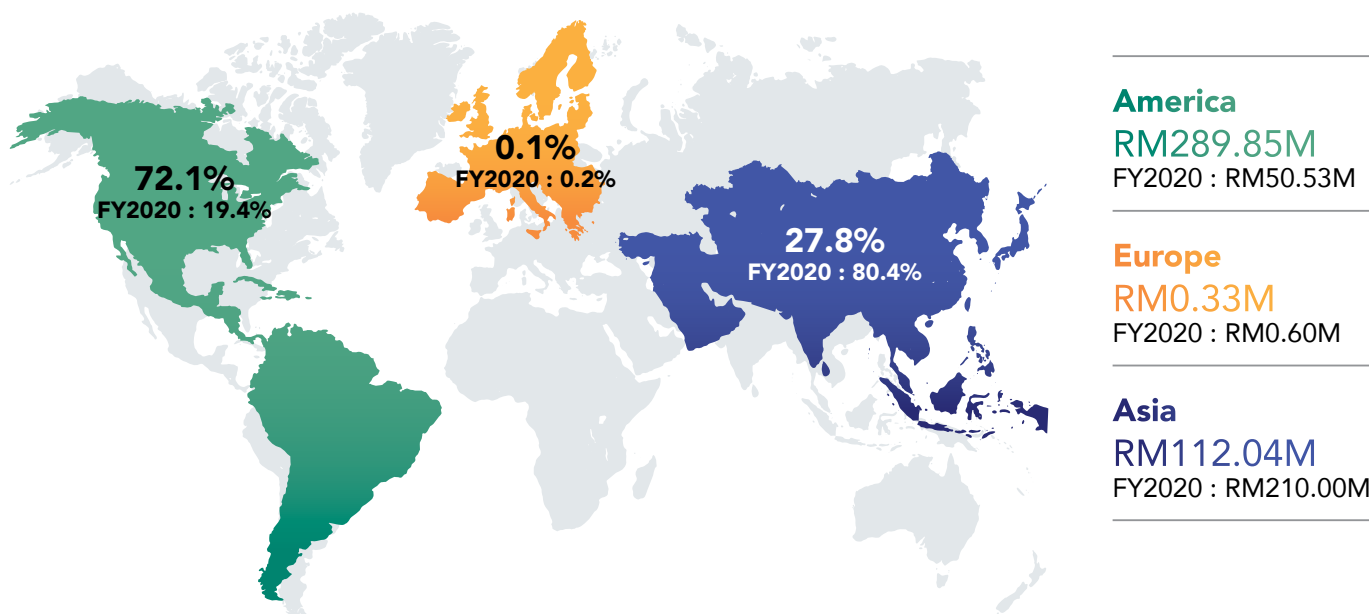 72.1%
FY2020 : 19.4%
0.1%
FY2020 : 0.2%
27.8%
FY2020 : 80.4%
America
RM289.85M
FY2020 : RM50.53M
Europe
RM0.33M
FY2020 : RM0.60M
Asia
RM112.04M
FY2020 : RM210.00M